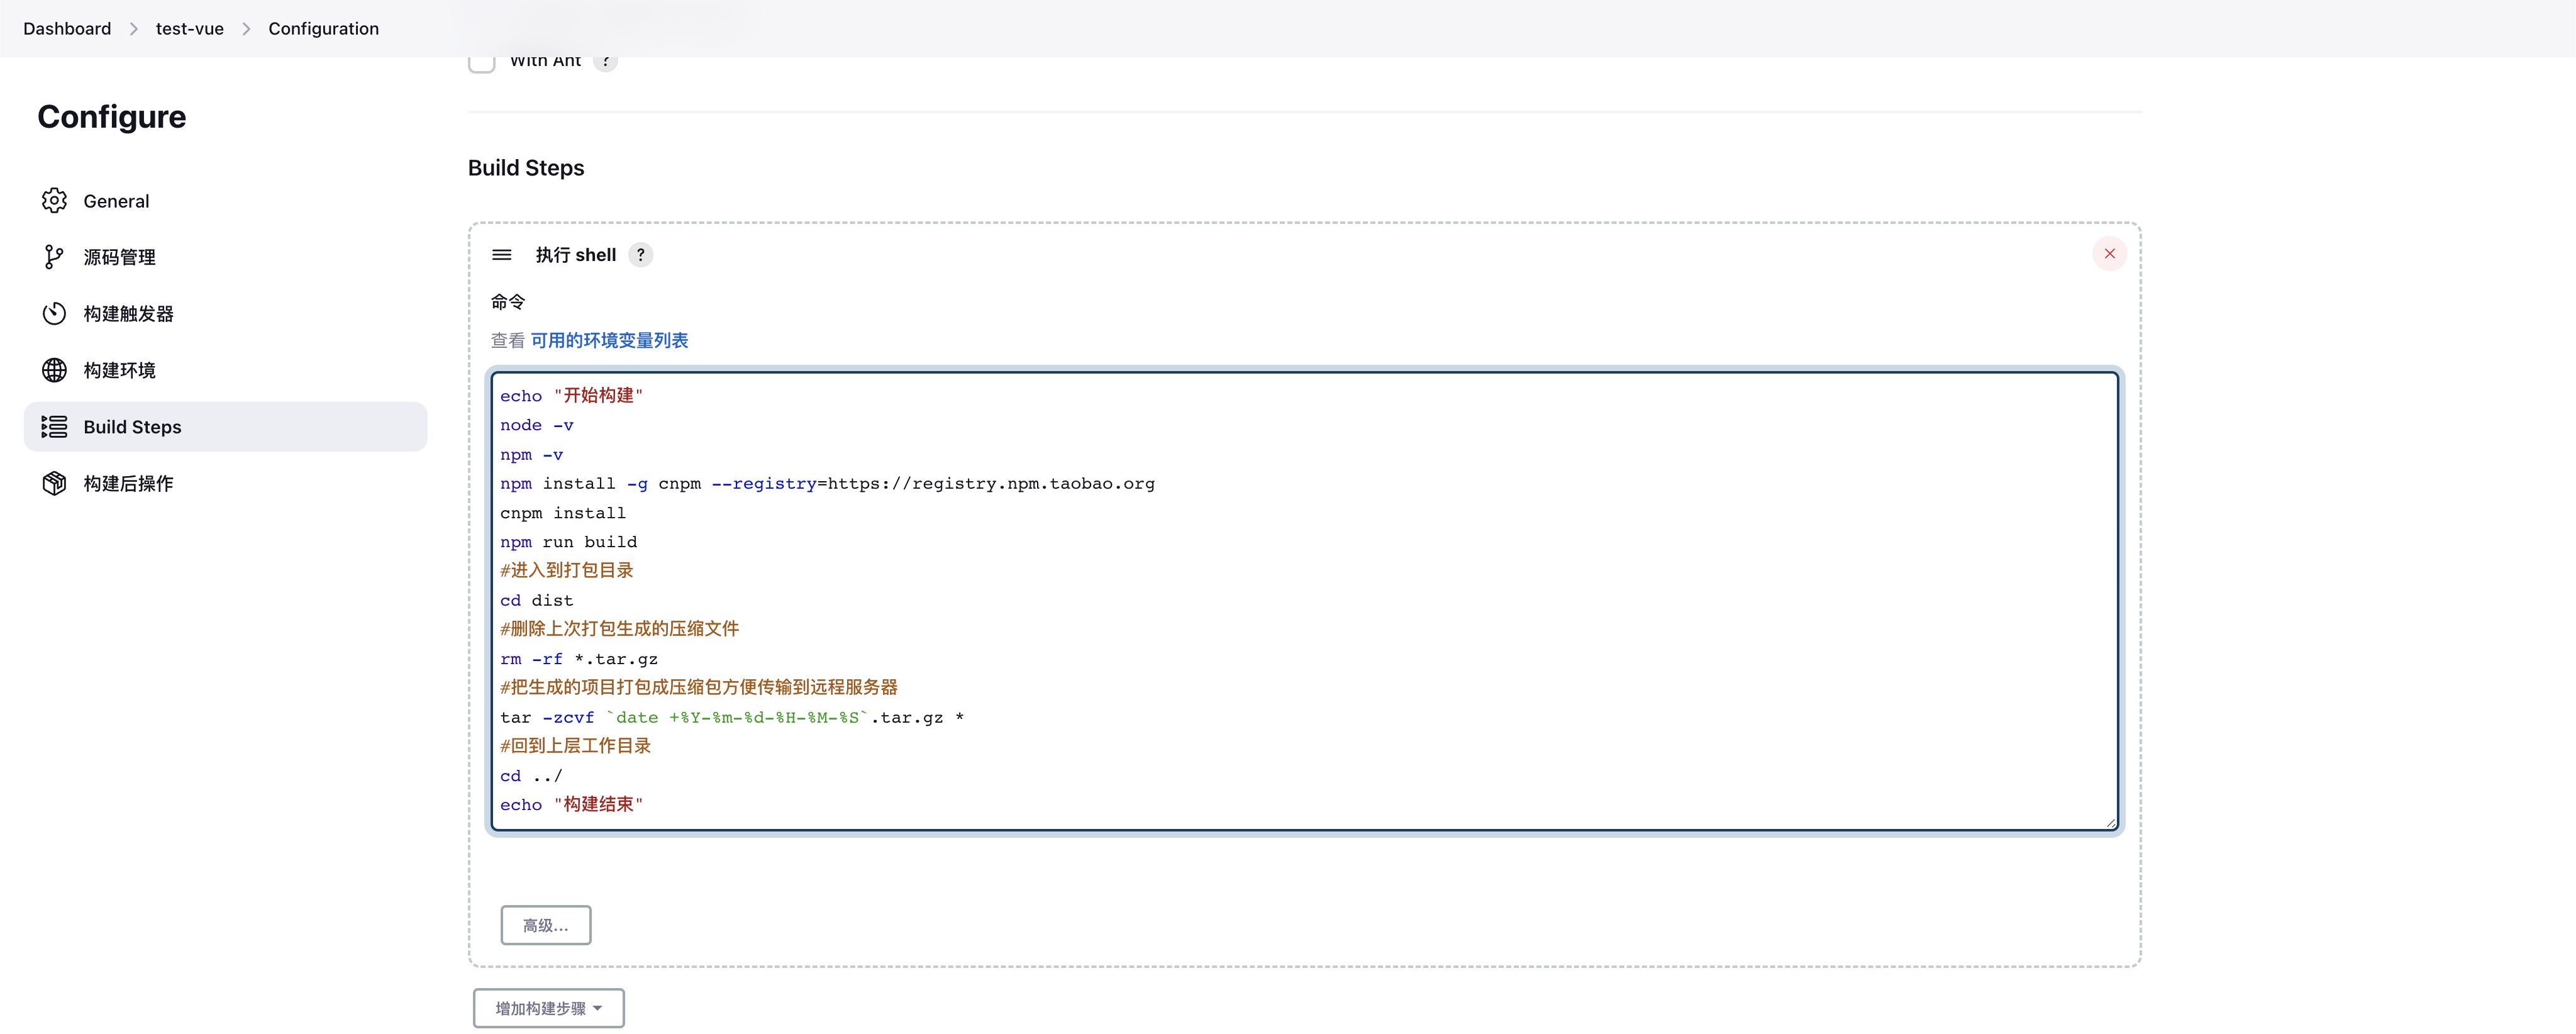 Dashboard > test-vue > Configuration
With Ant ?
Configure
General
源码管理
构建触发器
构建环境
Build Steps
构建后操作
Build Steps
执行 shell ?
命令
查看 可用的环境变量列表
echo "开始构建"
node -v
npm -v
npm install -g cnpm --registry=https://registry.npm.taobao.org
cnpm install
npm run build
#进入到打包目录
cd dist
#删除上次打包生成的压缩文件
rm -rf *.tar.gz
#把生成的项目打包成压缩包方便传输到远程服务器
tar -zcvf `date +%Y-%m-%d-%H-%M-%S`.tar.gz *
#回到上层工作目录
cd ../
echo "构建结束"
高级...
增加构建步骤